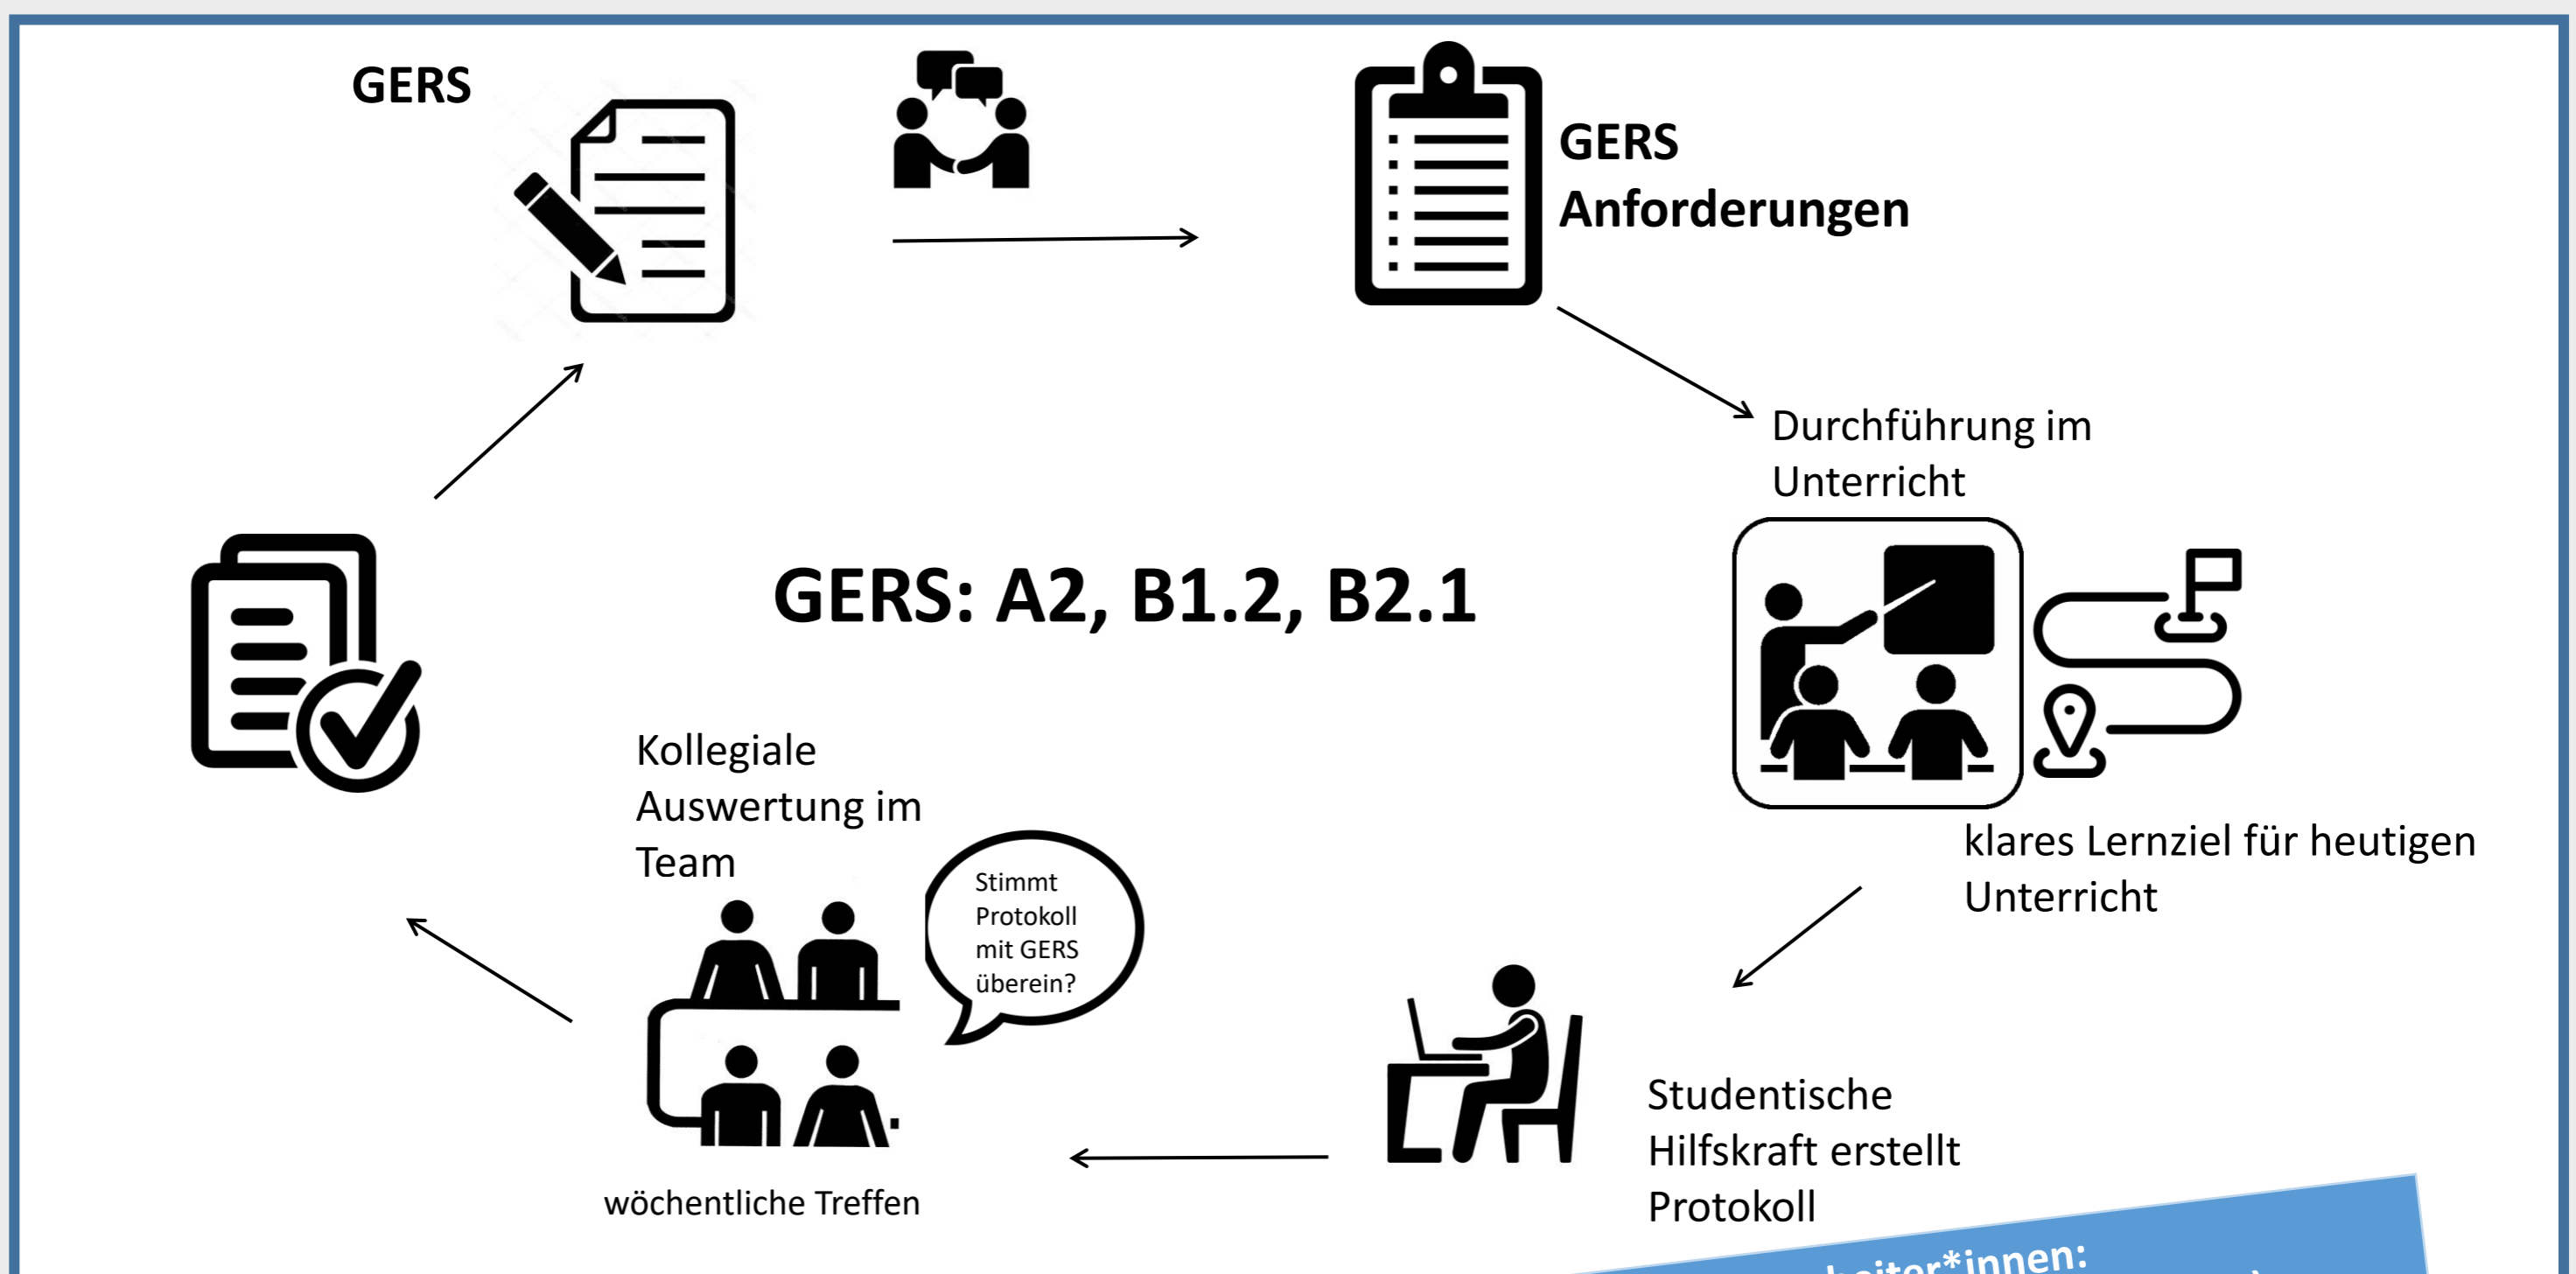 GERS
GERS
Anforderungen
Durchführung im
Unterricht
GERS: A2, B1.2, B2.1
klares Lernziel für heutigen
Unterricht
Kollegiale
Auswertung im
Team
Stimmt
Protokoll
mit GERS
überein?
wöchentliche Treffen
Studentische
Hilfskraft erstellt
Protokoll